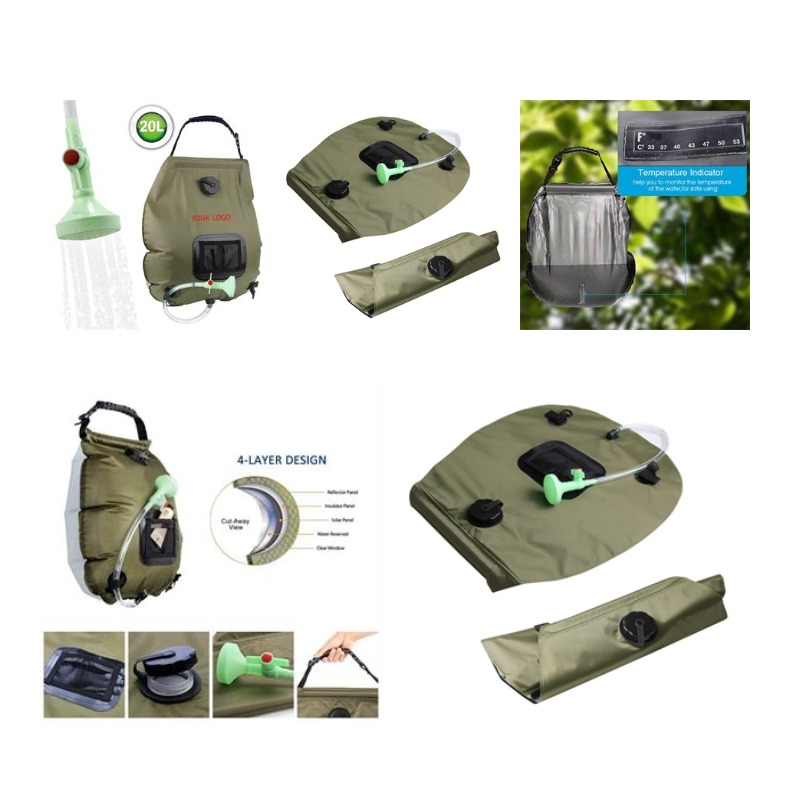 20L
YOUR LOGO
F°
C° 33 37 40 43 47 50 53
Temperature Indicator
help you to monitor the temperature
of the water,for safe using
4-LAYER DESIGN
Cut-Away
View
Reflector Panel
Insulator Panel
Solar Panel
Water Reservoir
Clear Window